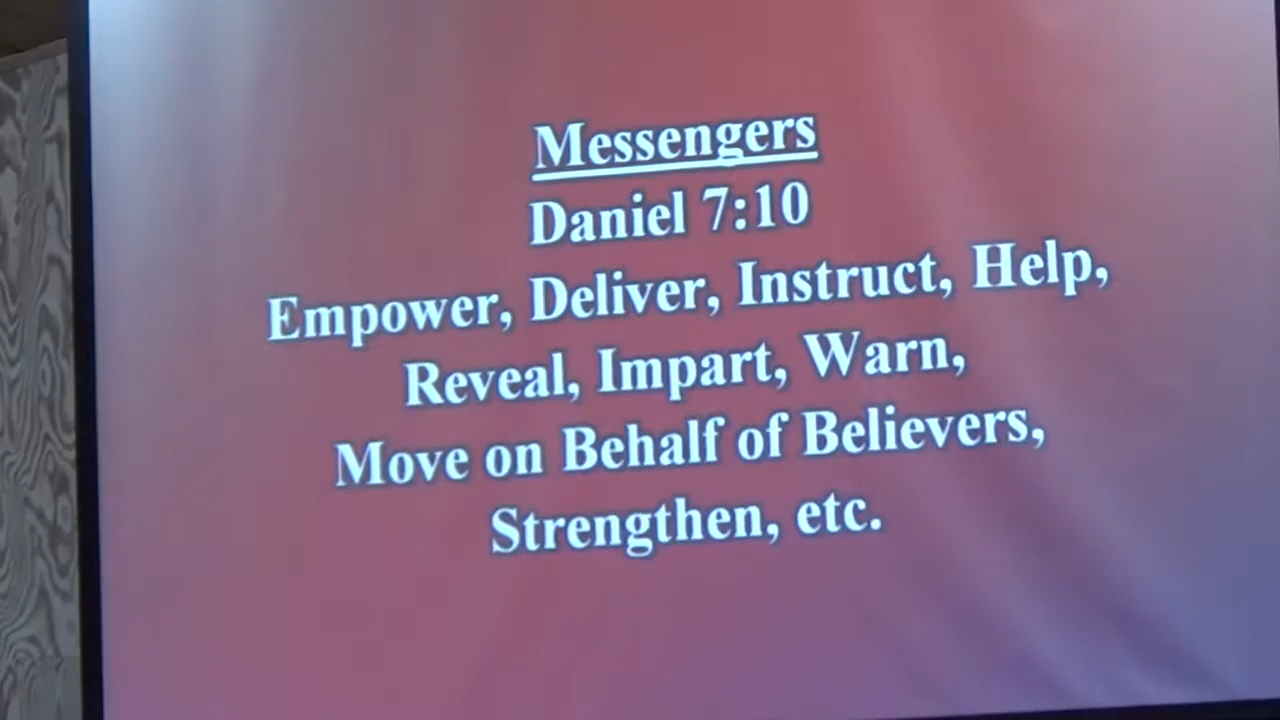 Messengers
Daniel 7:10
Empower, Deliver, Instruct, Help,
Reveal, Impart, Warn,
Move on Behalf of Believers,
Strengthen, etc.